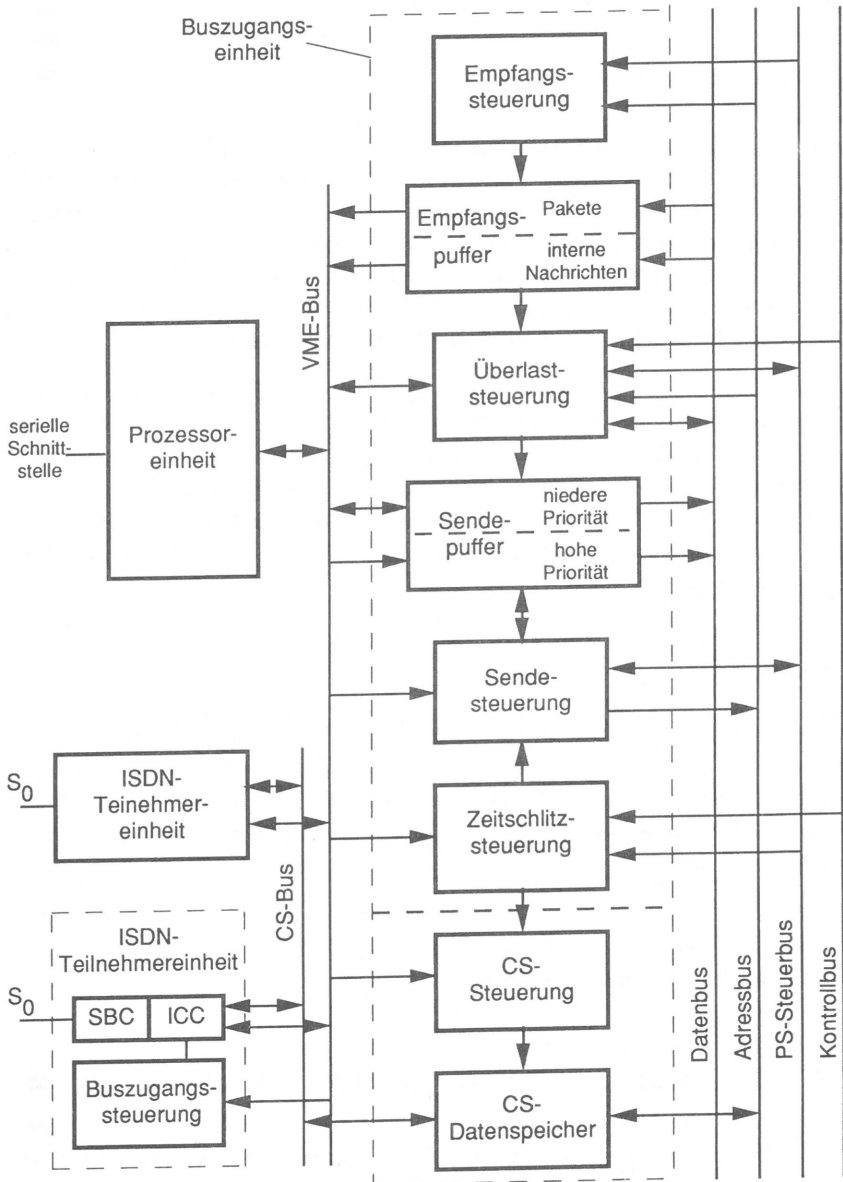 Buszugangs-
einheit
Empfangs-
steuerung
Empfangs-
puffer
Pakete
interne
Nachrichten
VME-Bus
Überlast-
steuerung
serielle
Schnitt-
stelle
Prozessor-
einheit
Sende-
puffer
niedere
Priorität
hohe
Priorität
Sende-
steuerung
S0
ISDN-
Teinehmer-
einheit
Zeitschlitz-
steuerung
CS-Bus
ISDN-
Teilnehmereinheit
S0
SBC
ICC
Buszugangs-
steuerung
CS-
Steuerung
CS-
Datenspeicher
Datenbus
Adressbus
PS-Steuerbus
Kontrollbus